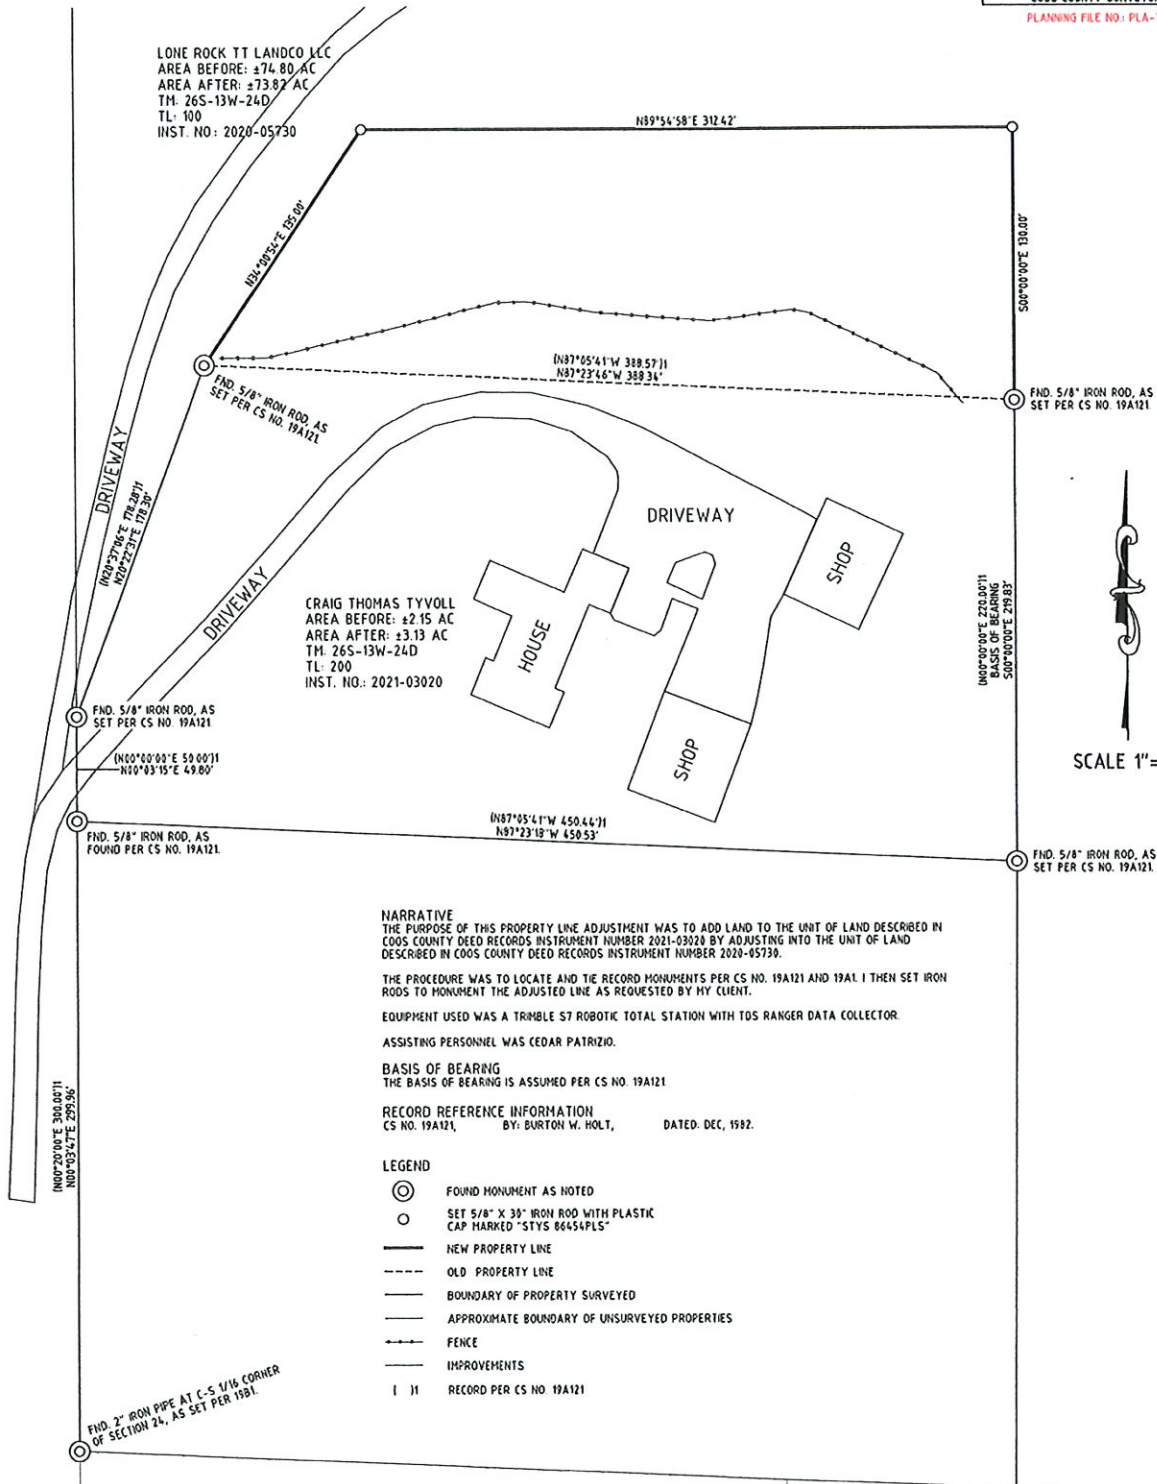 PLANNING FILE NO.: PLA-
LONE ROCK TT LANDCO LLC
AREA BEFORE: ±74.80 AC
AREA AFTER: ±73.82 AC
TM: 26S-13W-24D
TL: 100
INST. NO: 2020-05730
N89°54'58"E 312.42'
N34°00'54"E 135.00'
S00°00'00"E 130.00'
(N87°05'41"W 388.57')1
N87°23'46"W 388.34'
FND. 5/8" IRON ROD, AS
SET PER CS NO. 19A121.
FND. 5/8" IRON ROD, AS
SET PER CS NO. 19A121
DRIVEWAY
(N20°37'06"E 178.28')1
N20°22'31"E 178.30'
DRIVEWAY
DRIVEWAY
SHOP
HOUSE
SHOP
CRAIG THOMAS TYVOLL
AREA BEFORE: ±2.15 AC
AREA AFTER: ±3.13 AC
TM: 26S-13W-24D
TL: 200
INST. NO.: 2021-03020
(N00°00'00"E 220.00')1
BASIS OF BEARING
S00°00'00"E 219.83'
SCALE 1"=
FND. 5/8" IRON ROD, AS
SET PER CS NO. 19A121
(N00°00'00"E 50.00')1
N00°03'15"E 49.80'
FND. 5/8" IRON ROD, AS
FOUND PER CS NO. 19A121.
(N87°05'41"W 450.44')1
N87°23'18"W 450.53'
FND. 5/8" IRON ROD, AS
SET PER CS NO. 19A121.
NARRATIVE
THE PURPOSE OF THIS PROPERTY LINE ADJUSTMENT WAS TO ADD LAND TO THE UNIT OF LAND DESCRIBED IN
COOS COUNTY DEED RECORDS INSTRUMENT NUMBER 2021-03020 BY ADJUSTING INTO THE UNIT OF LAND
DESCRIBED IN COOS COUNTY DEED RECORDS INSTRUMENT NUMBER 2020-05730.
THE PROCEDURE WAS TO LOCATE AND TIE RECORD MONUMENTS PER CS NO. 19A121 AND 19A1. I THEN SET IRON
RODS TO MONUMENT THE ADJUSTED LINE AS REQUESTED BY MY CLIENT.
EQUIPMENT USED WAS A TRIMBLE S7 ROBOTIC TOTAL STATION WITH TDS RANGER DATA COLLECTOR.
ASSISTING PERSONNEL WAS CEDAR PATRIZIO.
BASIS OF BEARING
THE BASIS OF BEARING IS ASSUMED PER CS NO. 19A121
RECORD REFERENCE INFORMATION
CS NO. 19A121, BY: BURTON W. HOLT, DATED: DEC, 1982.
(N00°20'00"E 300.00')1
N00°03'47"E 299.96'
LEGEND
FOUND MONUMENT AS NOTED
SET 5/8" X 30" IRON ROD WITH PLASTIC
CAP MARKED "STYS 86454PLS"
NEW PROPERTY LINE
OLD PROPERTY LINE
BOUNDARY OF PROPERTY SURVEYED
APPROXIMATE BOUNDARY OF UNSURVEYED PROPERTIES
FENCE
IMPROVEMENTS
( )1 RECORD PER CS NO. 19A121
FND. 2" IRON PIPE AT C-S 1/16 CORNER
OF SECTION 24, AS SET PER 19B1.